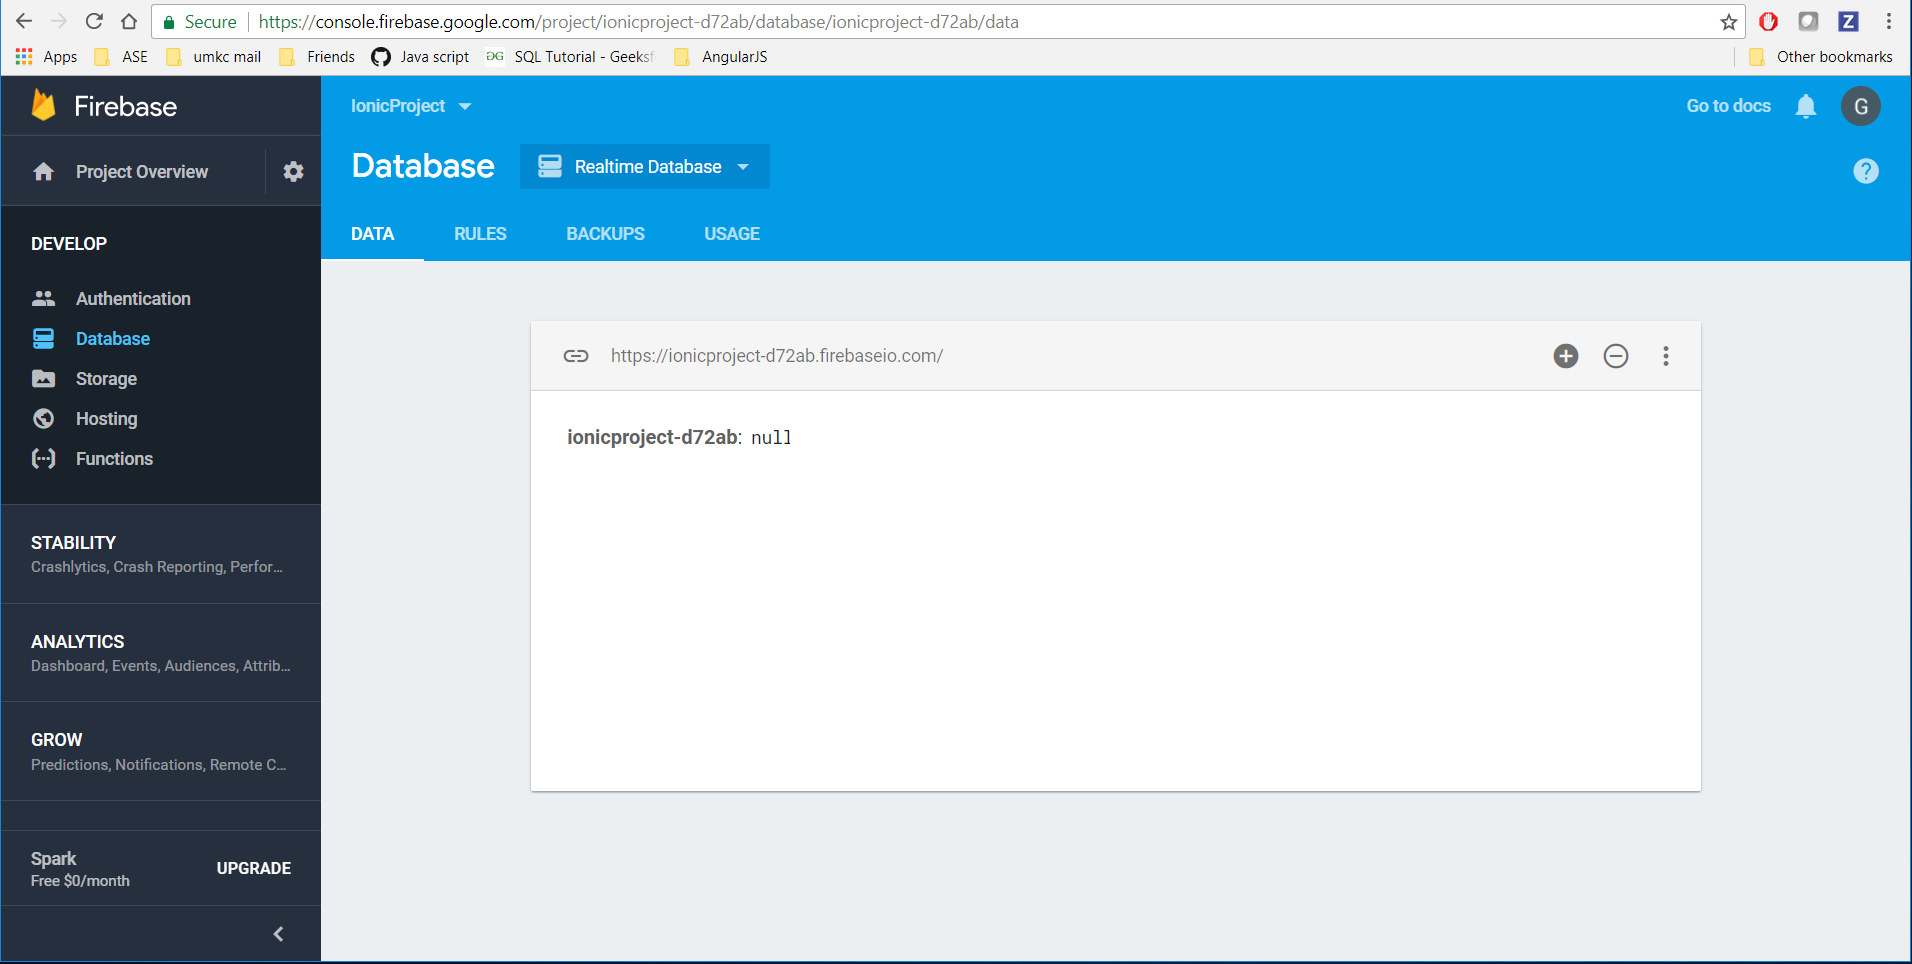 Secure https://console.firebase.google.com/project/ionicproject-d72ab/database/ionicproject-d72ab/data
Z
Apps ASE umkc mail Friends Java script SQL Tutorial - Geeksf AngularJS Other bookmarks
Firebase
IonicProject
Go to docs
G
Project Overview
Database
Realtime Database
?
DATA RULES BACKUPS USAGE
DEVELOP
Authentication
Database
Storage
Hosting
Functions
https://ionicproject-d72ab.firebaseio.com/
ionicproject-d72ab: null
STABILITY
Crashlytics, Crash Reporting, Perfor...
ANALYTICS
Dashboard, Events, Audiences, Attrib...
GROW
Predictions, Notifications, Remote C...
Spark
Free $0/month
UPGRADE